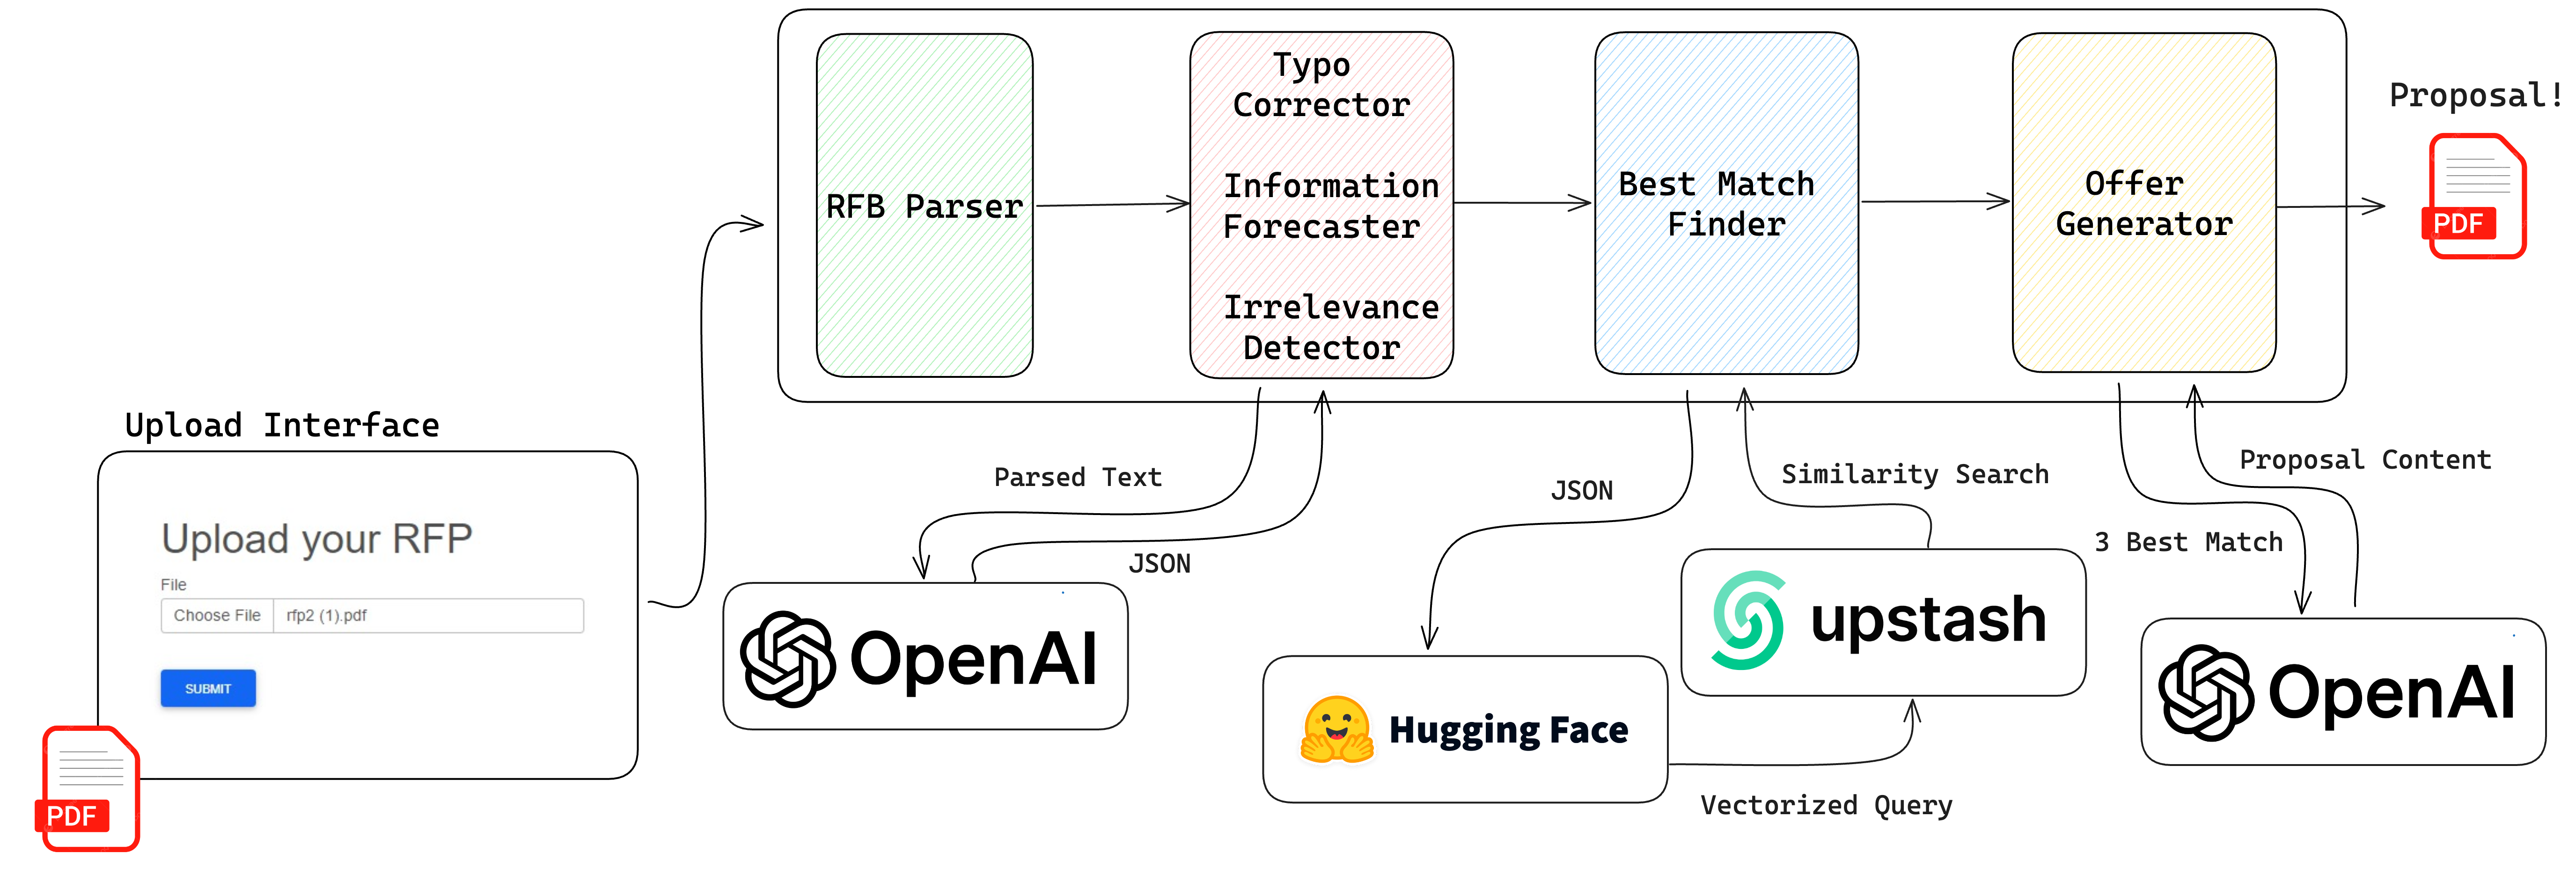 RFB Parser
Typo
Corrector
Information
Forecaster
Irrelevance
Detector
Best Match
Finder
Offer
Generator
Proposal!
PDF
Upload Interface
Upload your RFP
File
Choose File
rfp2 (1).pdf
SUBMIT
PDF
Parsed Text
JSON
OpenAI
JSON
Hugging Face
Vectorized Query
upstash
Similarity Search
3 Best Match
Proposal Content
OpenAI